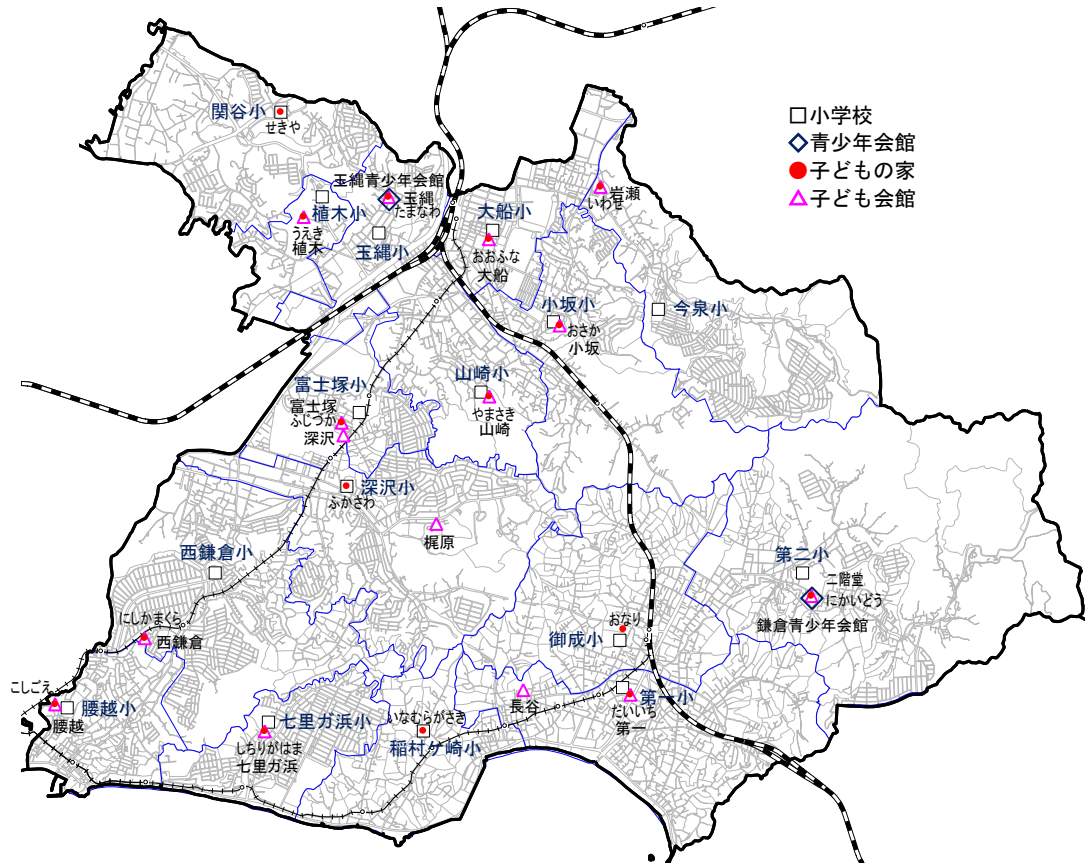 小学校
青少年会館
子どもの家
子ども会館
関谷小
せきや
玉縄青少年会館
玉縄
たまなわ
植木小
うえき
植木
玉縄小
大船小
おおふな
大船
岩瀬
いわせ
小坂小
おさか
小坂
今泉小
山崎小
やまさき
山崎
富士塚小
富士塚
ふじづか
深沢
深沢小
ふかさわ
梶原
西鎌倉小
にしかまくら
西鎌倉
第二小
二階堂
にかいどう
鎌倉青少年会館
おなり
御成小
こしごえ
腰越小
腰越
七里ガ浜小
しちりがはま
七里ガ浜
いなむらがさき
稲村ケ崎小
長谷
第一小
だいいち
第一